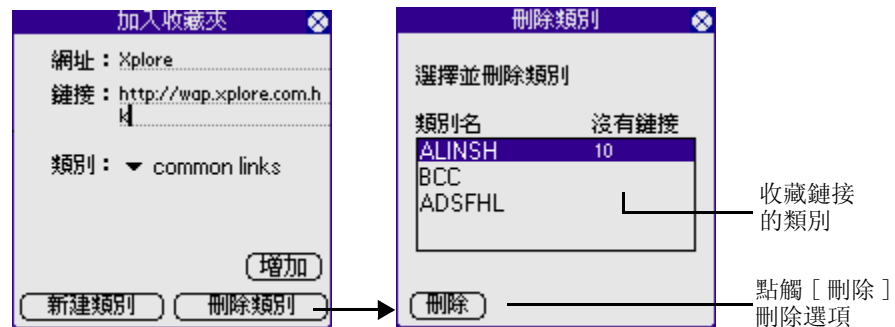 加入收藏夾
網址：Xplore
鏈接：http://wap.xplore.com.h
k
類別： common links
增加
新建類別
刪除類別
刪除類別
選擇並刪除類別
類別名 沒有鏈接
ALINSH 10
BCC
ADSFHL
刪除
收藏鏈接
的類別
點觸［刪除］
刪除選項